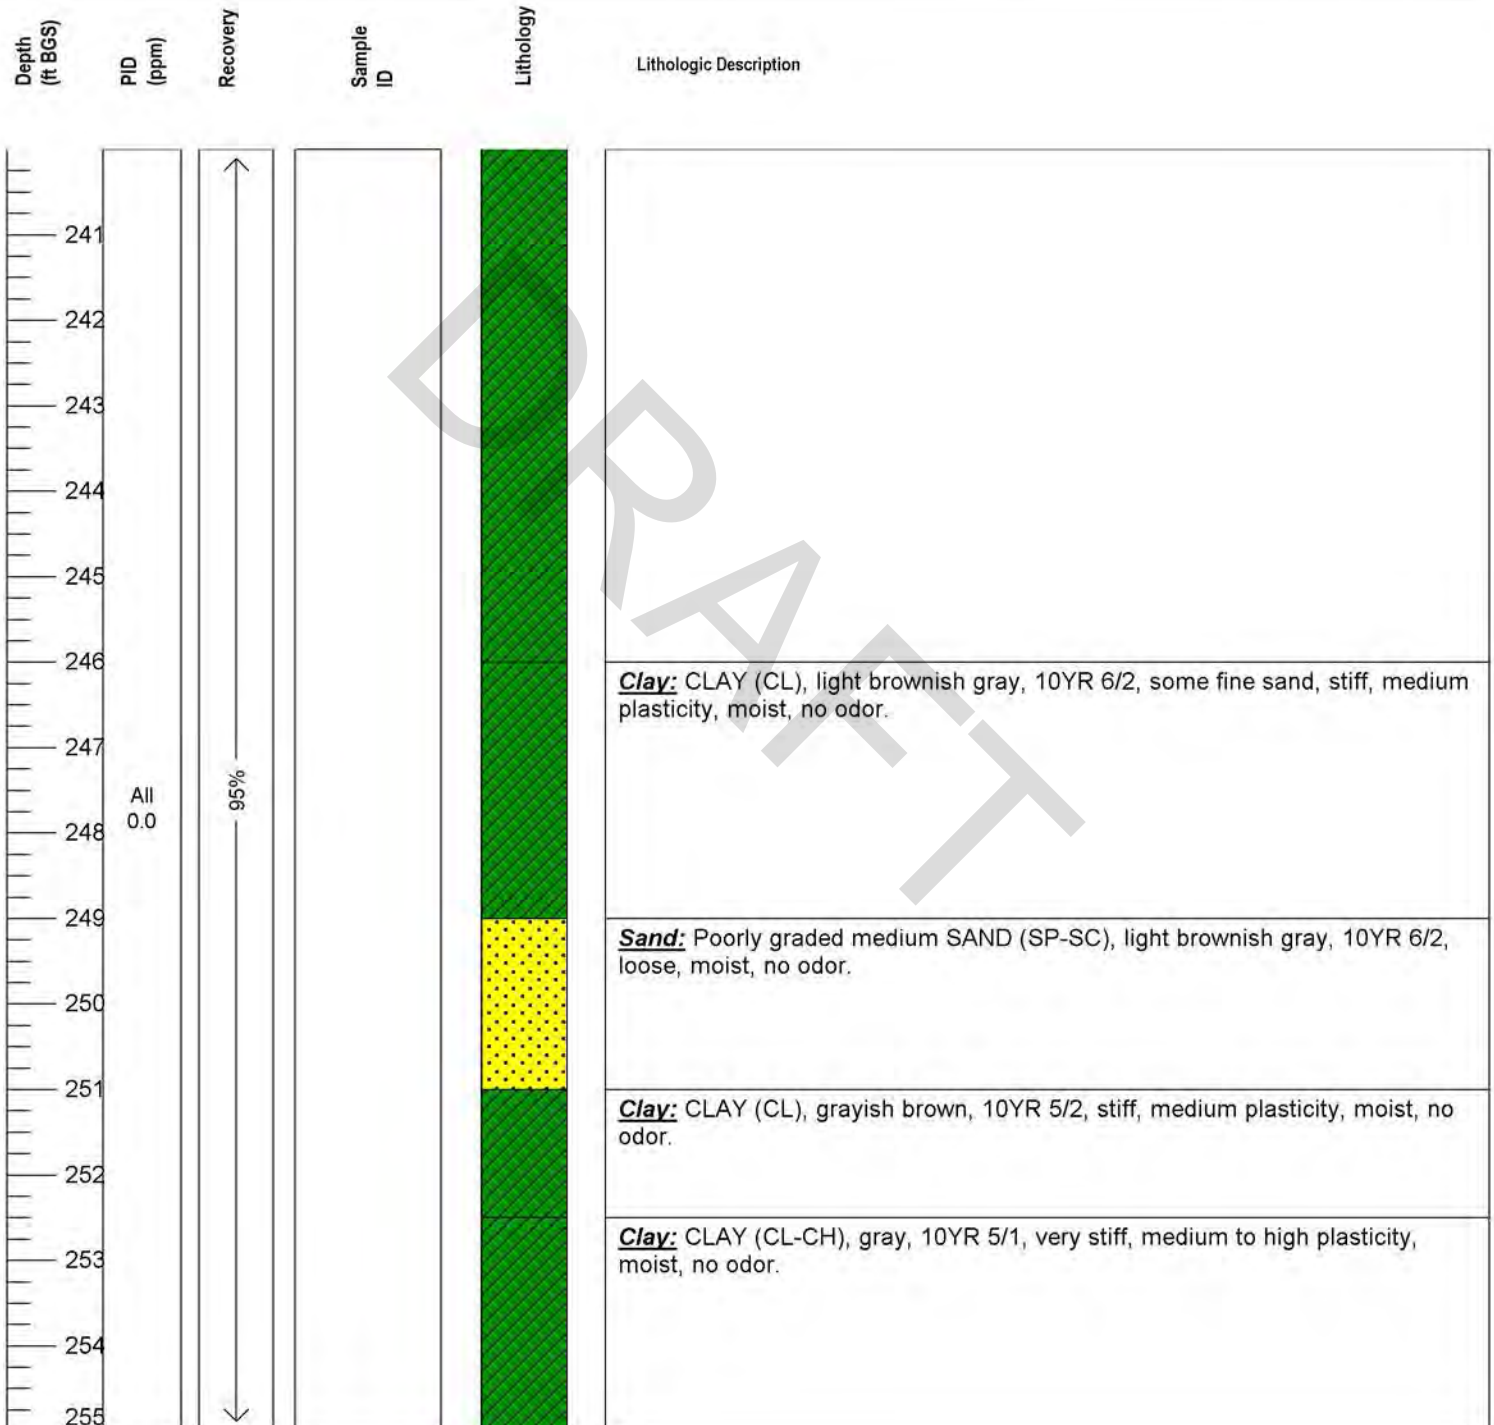 Depth
(ft BGS)
PID
(ppm)
Recovery
Sample
ID
Lithology
Lithologic Description
241
242
243
244
245
246
Clay: CLAY (CL), light brownish gray, 10YR 6/2, some fine sand, stiff, medium
plasticity, moist, no odor.
247
All
0.0
95%
248
249
Sand: Poorly graded medium SAND (SP-SC), light brownish gray, 10YR 6/2,
loose, moist, no odor.
250
251
Clay: CLAY (CL), grayish brown, 10YR 5/2, stiff, medium plasticity, moist, no
odor.
252
Clay: CLAY (CL-CH), gray, 10YR 5/1, very stiff, medium to high plasticity,
moist, no odor.
253
254
255
DRAFT